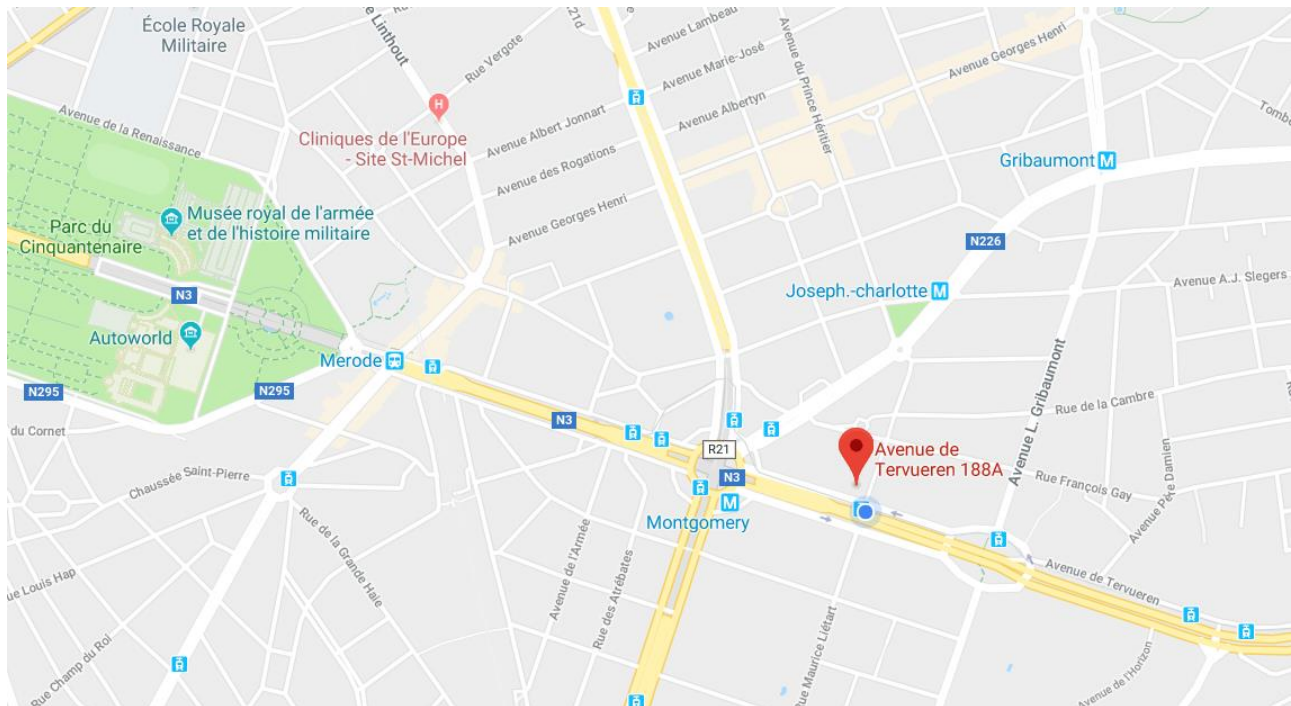 École Royale
Militaire
de Linthout
R21d
Rue Vergote
Avenue Lambeau
Avenue Marie-José
Avenue du Prince Héritier
Avenue Georges Henri
Avenue de la Renaissance
H
Cliniques de l'Europe
- Site St-Michel
Avenue Albert Jonnart
Avenue Albertyn
Avenue des Rogations
Gribaumont M
Musée royal de l'armée
et de l'histoire militaire
Parc du
Cinquantenaire
Avenue Georges Henri
N226
N3
Joseph.-charlotte M
Avenue A.J. Slegers
Autoworld
Merode
N295
N295
N3
Avenue L. Gribaumont
Rue de la Cambre
du Cornet
R21
Avenue de
Tervueren 188A
Chaussée Saint-Pierre
N3
Rue François Gay
Avenue Père Damien
M
Montgomery
Rue de la Grande Haie
Avenue de l'Armée
Rue des Atrébates
Rue Louis Hap
Avenue de Tervueren
Rue Champ du Roi
Rue Maurice Liétart
Avenue de l'Horizon